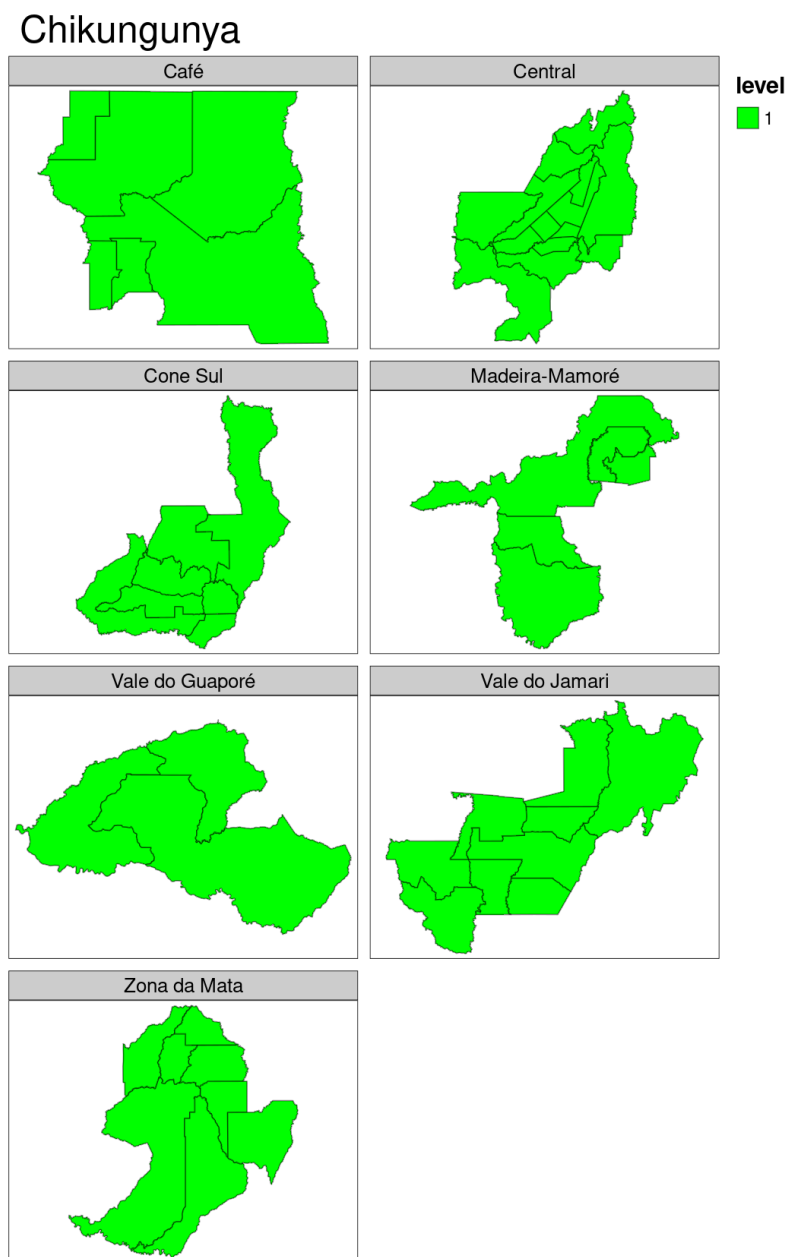 Chikungunya
Café
Central
level
1
Cone Sul
Madeira-Mamoré
Vale do Guaporé
Vale do Jamari
Zona da Mata